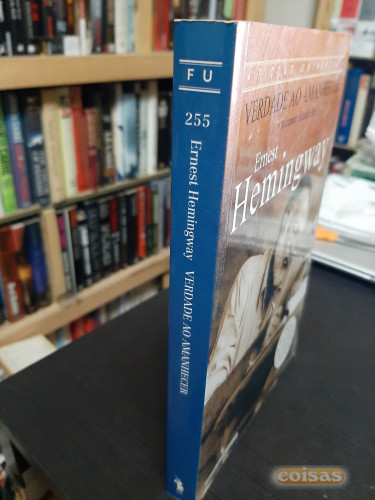 FU
255
Ernest Hemingway VERDADE AO AMANHECER
VERDADE AO AMANHECER
Ernest
Hemingway
coisas